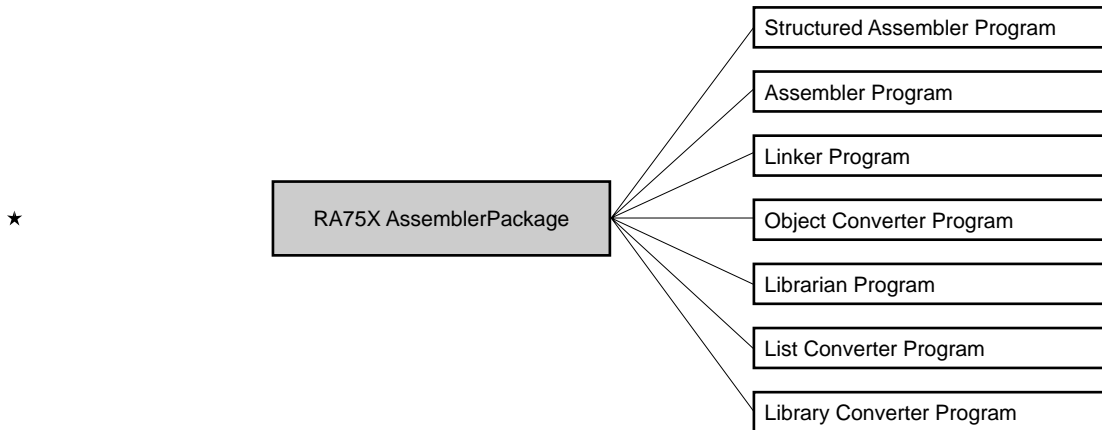 Structured Assembler Program
Assembler Program
Linker Program
RA75X AssemblerPackage
Object Converter Program
Librarian Program
List Converter Program
Library Converter Program